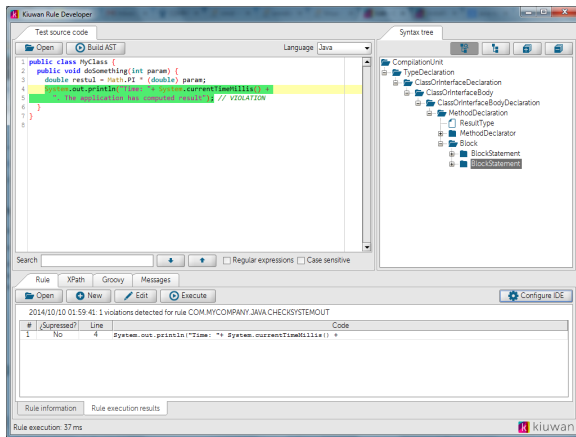 Kiuwan Rule Developer
Test source code
Open Build AST Language Java
1 public class MyClass {
2 public void doSomething(int param) {
3 double restul = Math.PI * (double) param;
4 System.out.println("Time: "+ System.currentTimeMillis() +
5 ". The application has computed result"); // VIOLATION
6 }
7 }
8
Search Regular expressions Case sensitive
Syntax tree
CompilationUnit
TypeDeclaration
ClassOrInterfaceDeclaration
ClassOrInterfaceBody
ClassOrInterfaceBodyDeclaration
MethodDeclaration
ResultType
MethodDeclarator
Block
BlockStatement
BlockStatement
Rule XPath Groovy Messages
Open New Edit Execute Configure IDE
2014/10/10 01:59:41: 1 violations detected for rule COM.MYCOMPANY.JAVA.CHECKSYSTEMOUT
# ¿Supressed? Line Code
1 No 4 System.out.println("Time: "+ System.currentTimeMillis() +
Rule information Rule execution results
Rule execution: 37 ms kiuwan